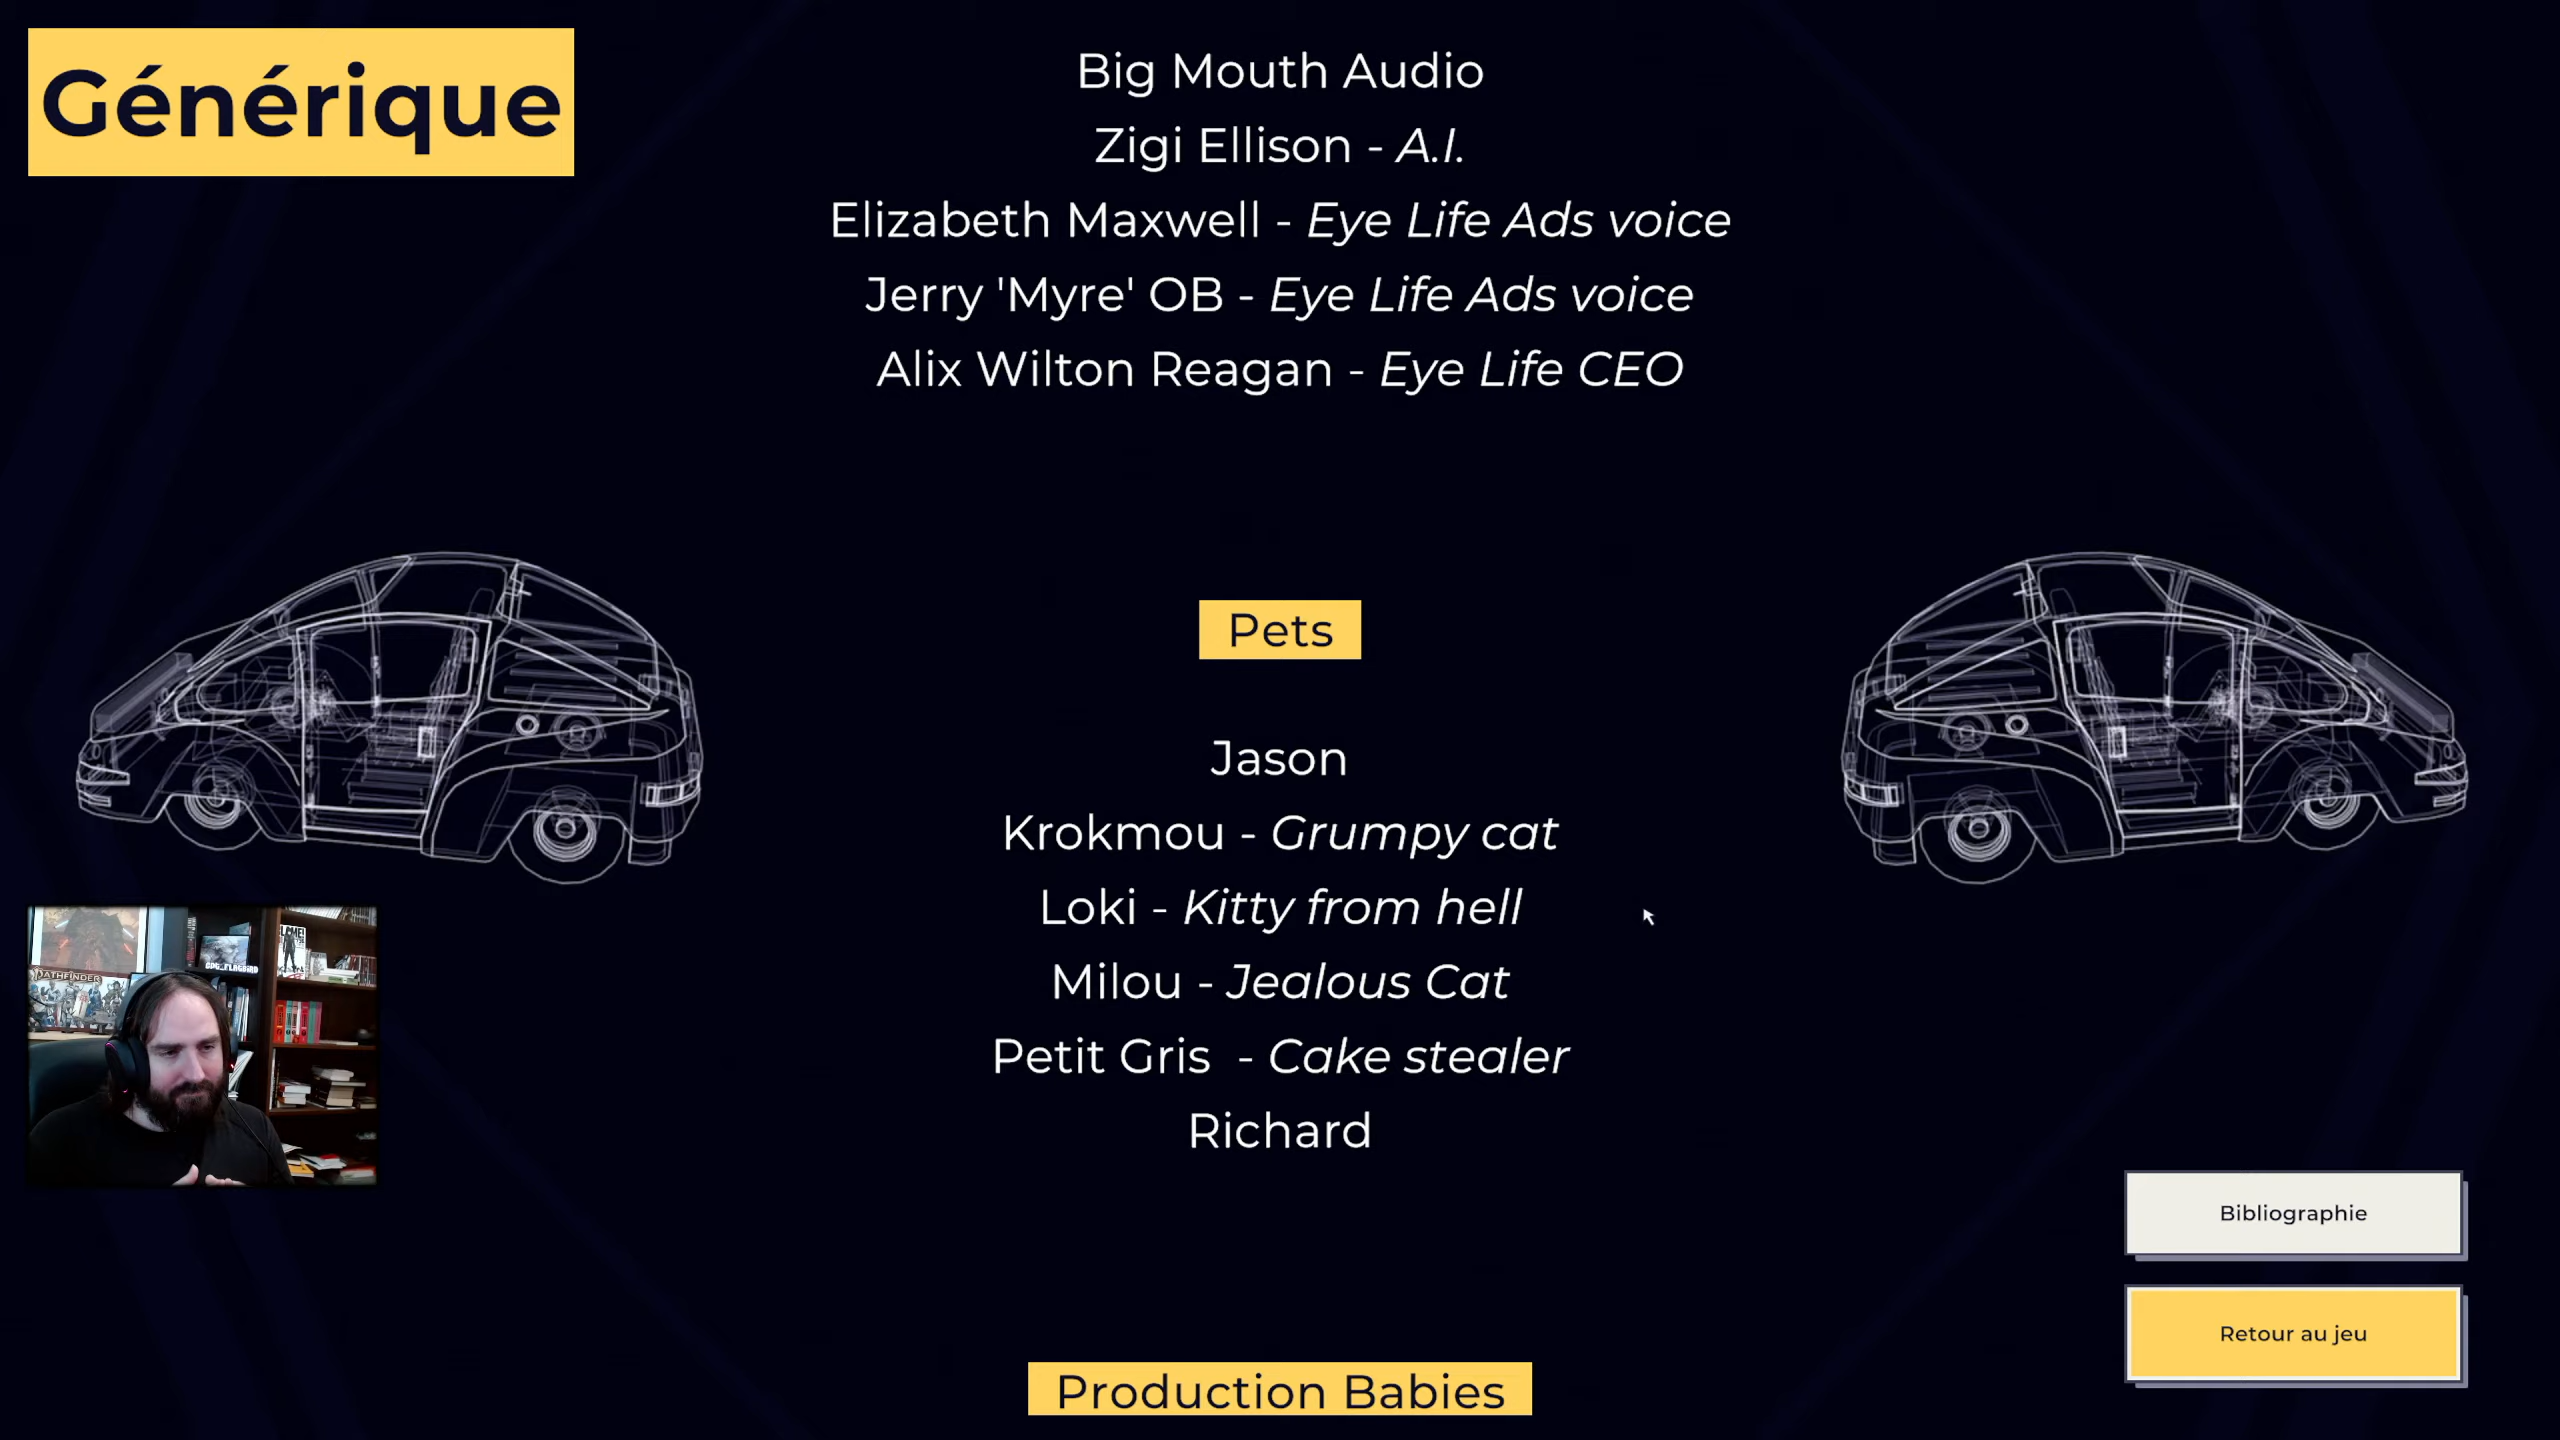 Générique
Big Mouth Audio
Zigi Ellison - A.I.
Elizabeth Maxwell - Eye Life Ads voice
Jerry 'Myre' OB - Eye Life Ads voice
Alix Wilton Reagan - Eye Life CEO
Pets
Jason
Krokmou - Grumpy cat
Loki - Kitty from hell
Milou - Jealous Cat
Petit Gris - Cake stealer
Richard
PATHFINDER
Bibliographie
Retour au jeu
Production Babies